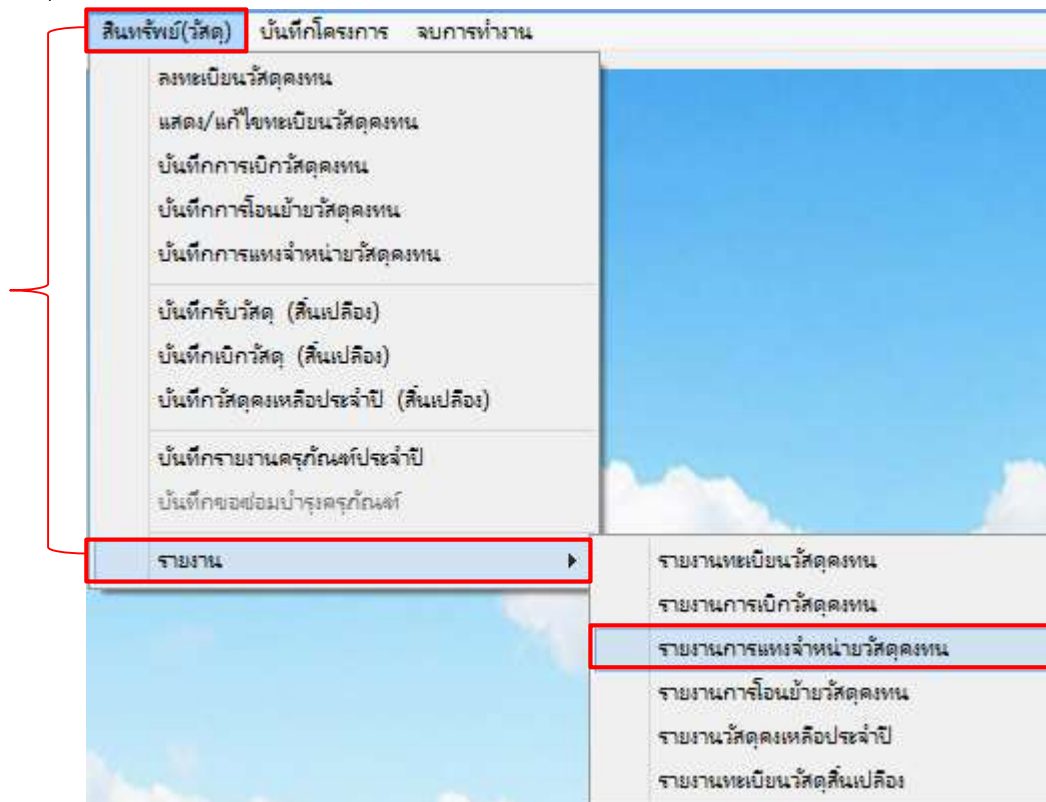 สินทรัพย์(วัสดุ) บันทึกโครงการ จบการทำงาน
ลงทะเบียนวัสดุคงทน
แสดง/แก้ไขทะเบียนวัสดุคงทน
บันทึกการเบิกวัสดุคงทน
บันทึกการโอนย้ายวัสดุคงทน
บันทึกการแทงจำหน่ายวัสดุคงทน
บันทึกรับวัสดุ (สิ้นเปลือง)
บันทึกเบิกวัสดุ (สิ้นเปลือง)
บันทึกวัสดุคงเหลือประจำปี (สิ้นเปลือง)
บันทึกรายงานครุภัณฑ์ประจำปี
บันทึกขอซ่อมบำรุงครุภัณฑ์
รายงาน
รายงานทะเบียนวัสดุคงทน
รายงานการเบิกวัสดุคงทน
รายงานการแทงจำหน่ายวัสดุคงทน
รายงานการโอนย้ายวัสดุคงทน
รายงานวัสดุคงเหลือประจำปี
รายงานทะเบียนวัสดุสิ้นเปลือง